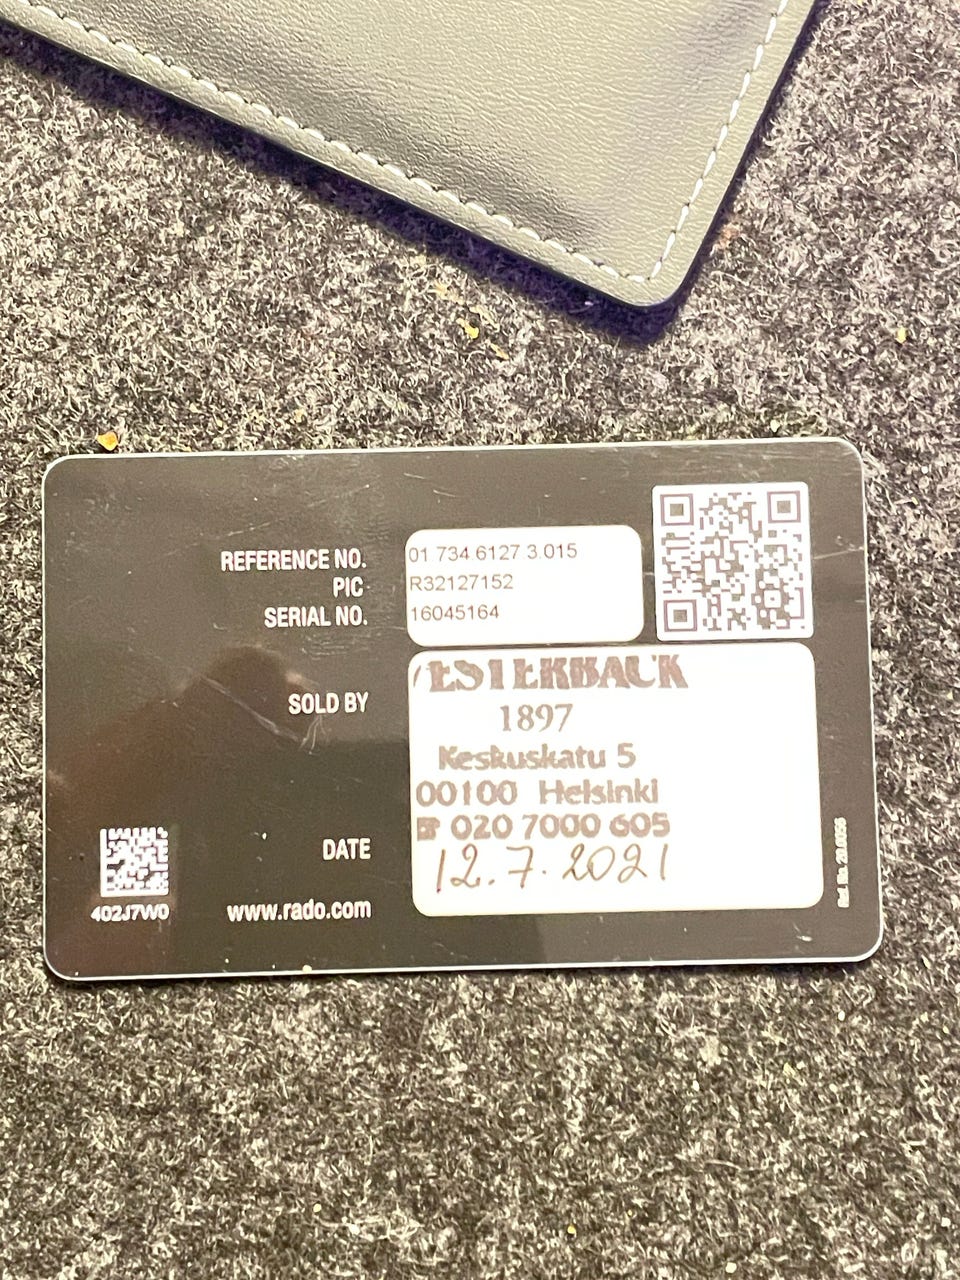 REFERENCE NO. 01 734 6127 3.015
PIC R32127152
SERIAL NO. 16045164
SOLD BY
ESTERBACK
1897
Keskuskatu 5
00100 Helsinki
☎ 020 7000 605
DATE 12.7.2021
402J7W0
www.rado.com